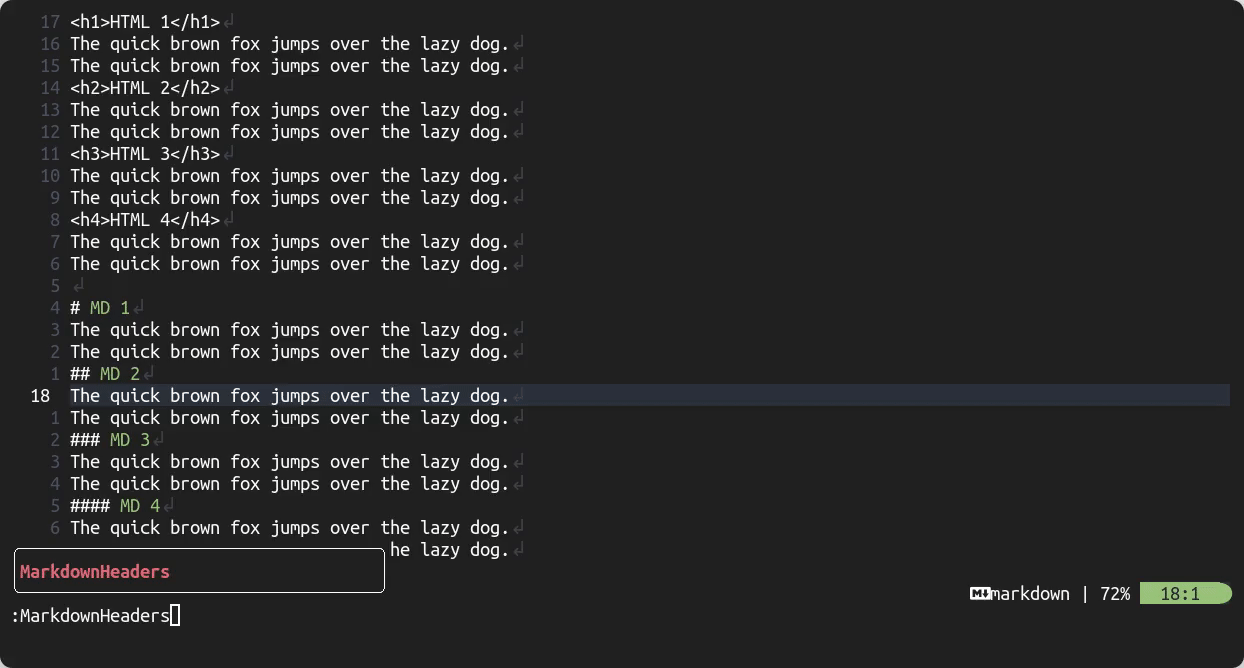 17 <h1>HTML 1</h1>↲
16 The quick brown fox jumps over the lazy dog.↲
15 The quick brown fox jumps over the lazy dog.↲
14 <h2>HTML 2</h2>↲
13 The quick brown fox jumps over the lazy dog.↲
12 The quick brown fox jumps over the lazy dog.↲
11 <h3>HTML 3</h3>↲
10 The quick brown fox jumps over the lazy dog.↲
9 The quick brown fox jumps over the lazy dog.↲
8 <h4>HTML 4</h4>↲
7 The quick brown fox jumps over the lazy dog.↲
6 The quick brown fox jumps over the lazy dog.↲
5 ↲
4 # MD 1↲
3 The quick brown fox jumps over the lazy dog.↲
2 The quick brown fox jumps over the lazy dog.↲
1 ## MD 2↲
18 The quick brown fox jumps over the lazy dog.↲
1 The quick brown fox jumps over the lazy dog.↲
2 ### MD 3↲
3 The quick brown fox jumps over the lazy dog.↲
4 The quick brown fox jumps over the lazy dog.↲
5 #### MD 4↲
6 The quick brown fox jumps over the lazy dog.↲
he lazy dog.↲
MarkdownHeaders
markdown | 72% 18:1
:MarkdownHeaders